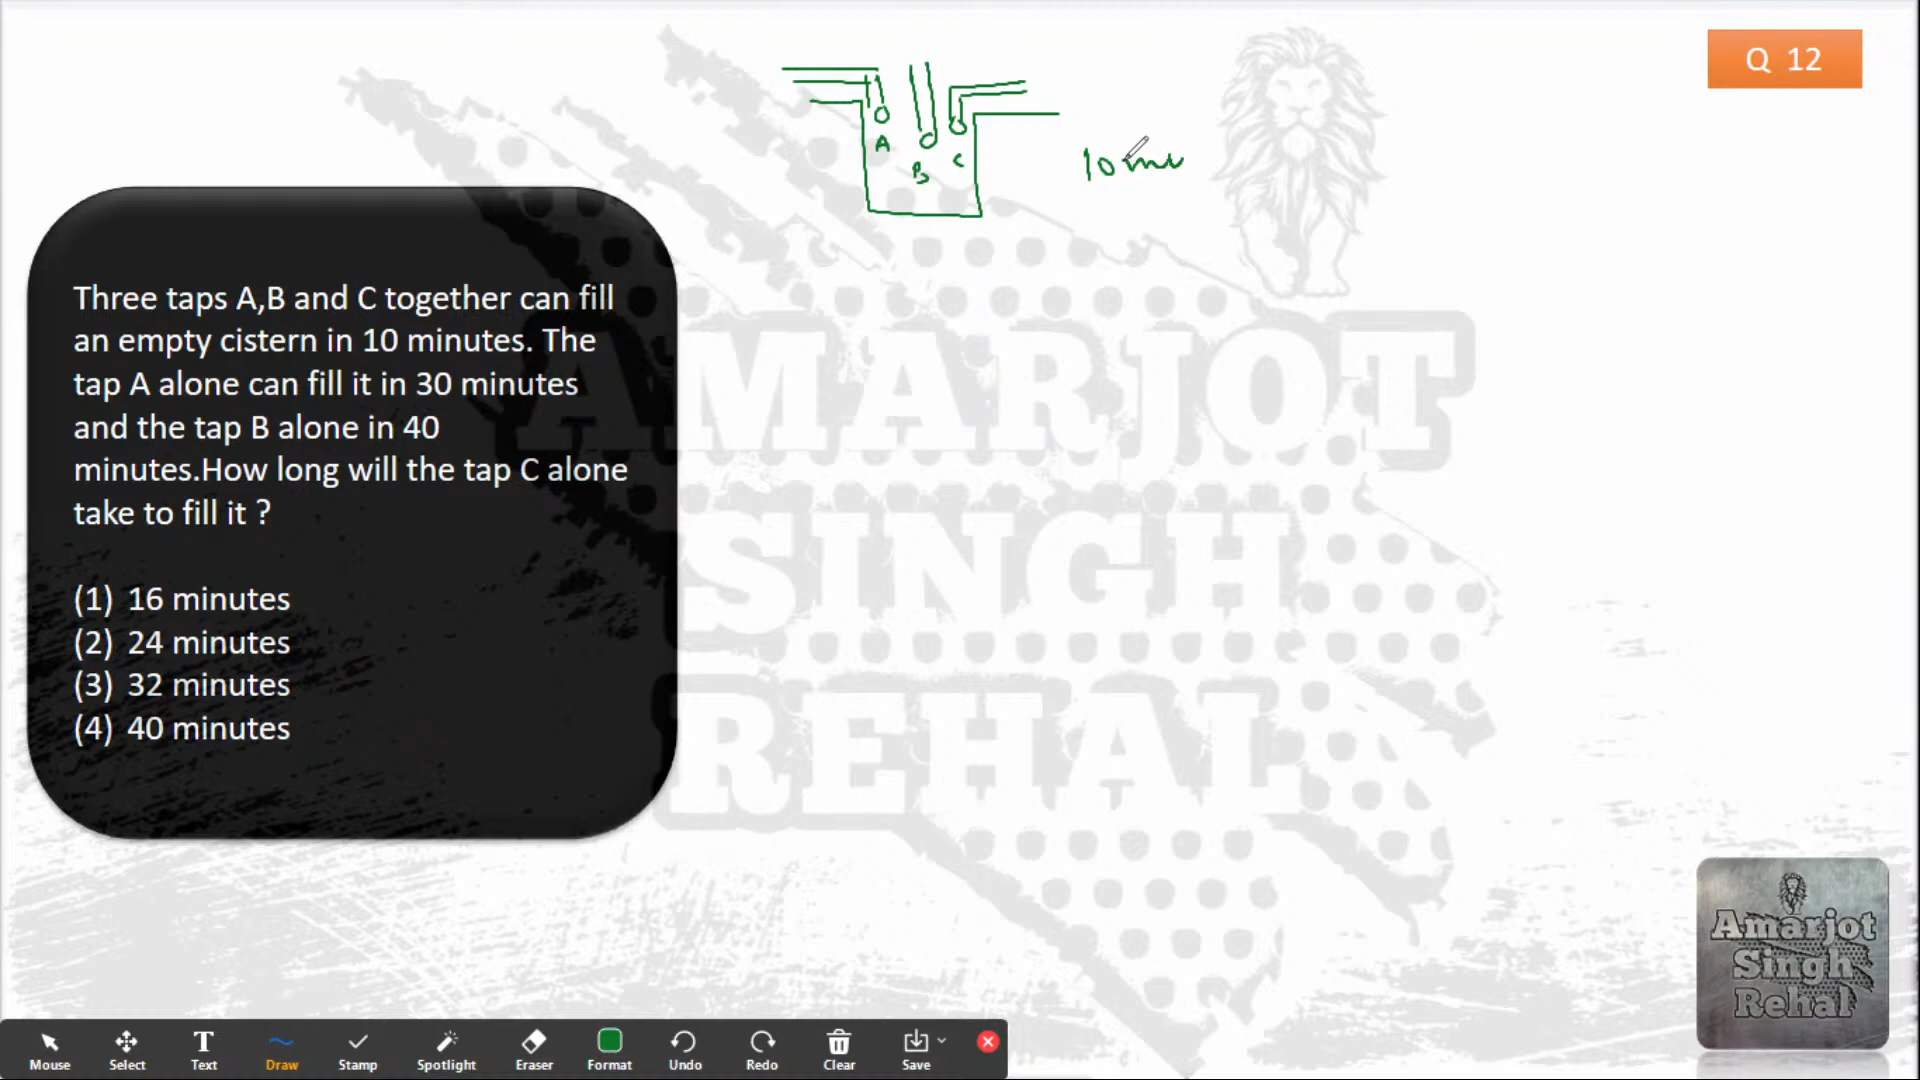 Q 12
A
B
C
10 mi
Three taps A,B and C together can fill
an empty cistern in 10 minutes. The
tap A alone can fill it in 30 minutes
and the tap B alone in 40
minutes.How long will the tap C alone
take to fill it ?
(1) 16 minutes
(2) 24 minutes
(3) 32 minutes
(4) 40 minutes
AMARJOT
SINGH
REHAL
Amarjot
Singh
Rehal
Mouse
Select
Text
Draw
Stamp
Spotlight
Eraser
Format
Undo
Redo
Clear
Save